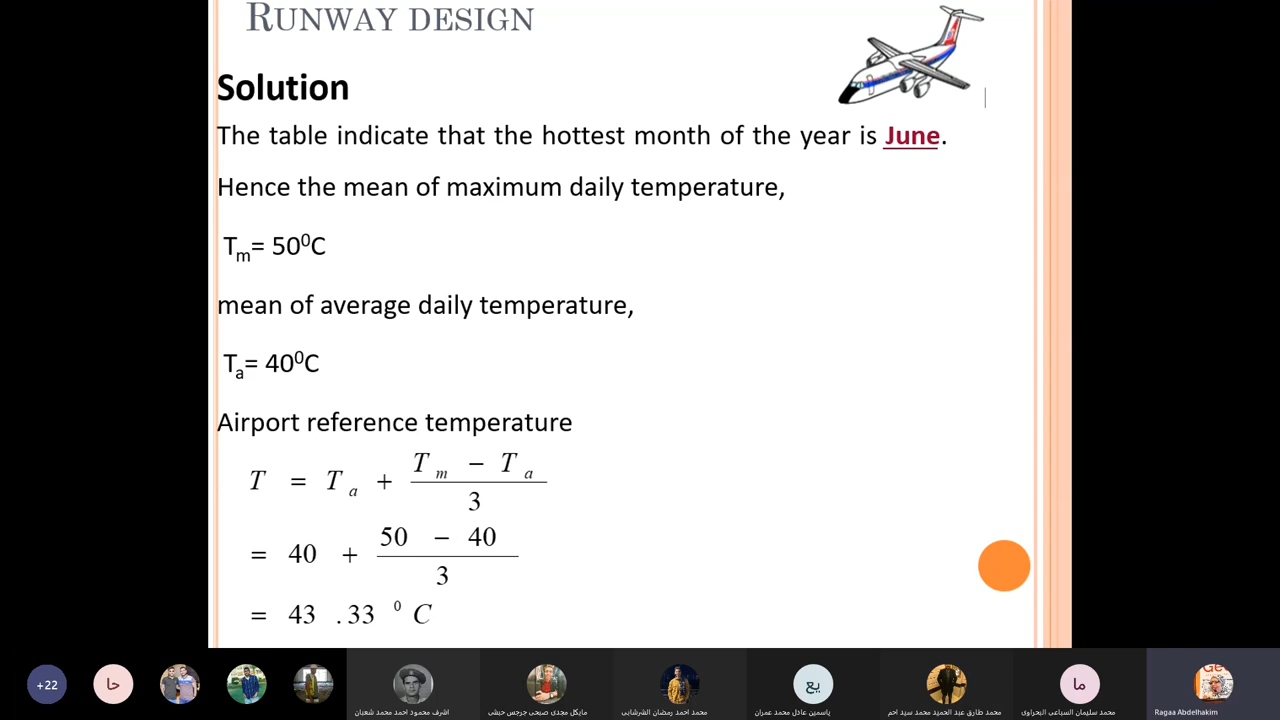 RUNWAY DESIGN
Solution
The table indicate that the hottest month of the year is June.
Hence the mean of maximum daily temperature,
Tm= 50⁰C
mean of average daily temperature,
Ta= 40⁰C
Airport reference temperature
T = Ta + (Tm − Ta) / 3
= 40 + (50 − 40) / 3
= 43 .33 ⁰ C
+22
حا
يع
ما
اشرف محمود احمد محمد شعبان
مايكل مجدي صبحي جرجس حبشي
محمد احمد رمضان الشرشابى
ياسمين عادل محمد عمران
محمد طارق عبد الحميد محمد سيد احم
محمد سليمان السباعى البحراوى
Ragaa Abdelhakim